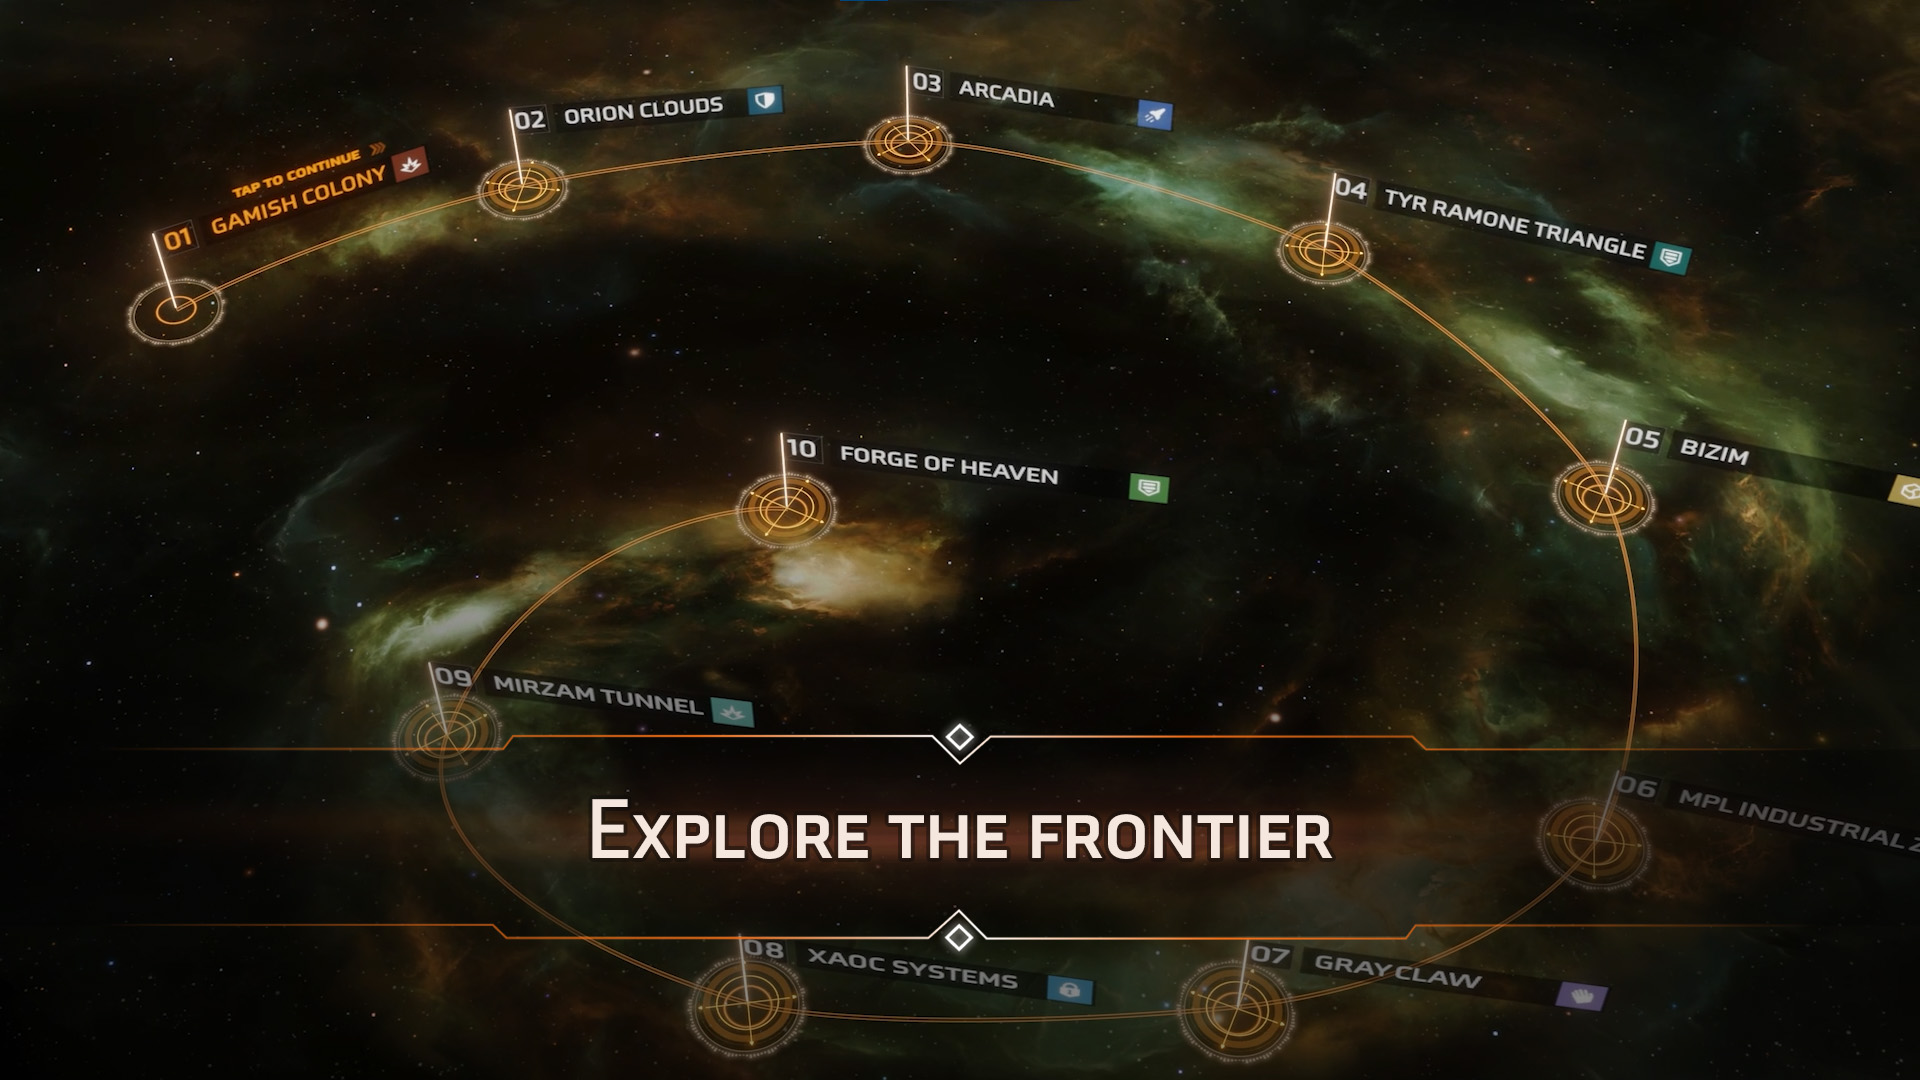 TAP TO CONTINUE
01 GAMISH COLONY
02 ORION CLOUDS
03 ARCADIA
04 TYR RAMONE TRIANGLE
05 BIZIM
10 FORGE OF HEAVEN
09 MIRZAM TUNNEL
06 MPL INDUSTRIAL
EXPLORE THE FRONTIER
08 XAOC SYSTEMS
07 GRAYCLAW